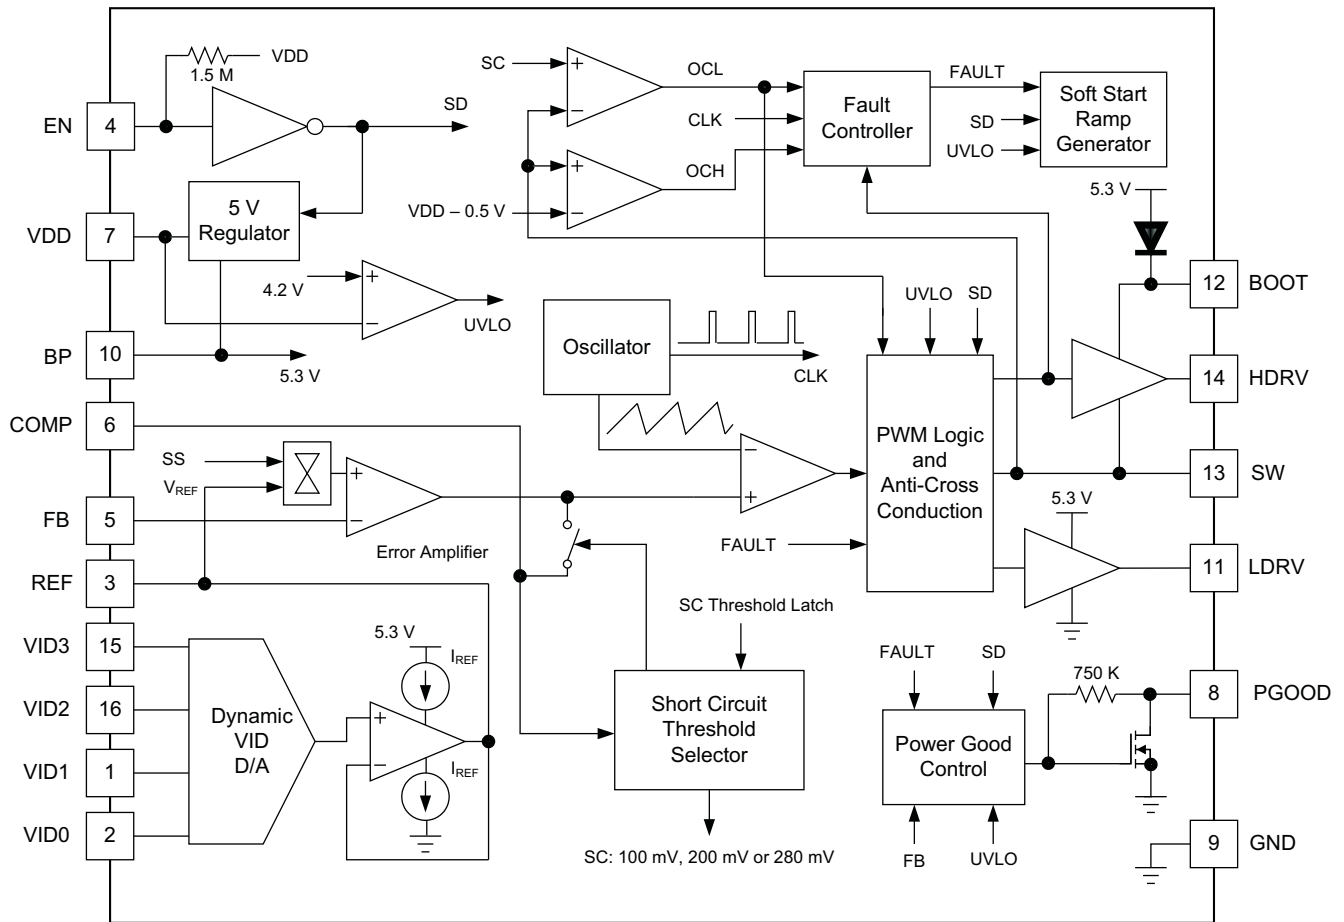 VDD
1.5 M
EN
4
SD
SC
+
−
OCL
CLK
OCH
+
−
VDD – 0.5 V
Fault
Controller
FAULT
SD
UVLO
Soft Start
Ramp
Generator
5.3 V
VDD
7
5 V
Regulator
4.2 V
+
−
UVLO
BP
10
5.3 V
Oscillator
CLK
UVLO
SD
12
BOOT
14
HDRV
COMP
6
SS
VREF
+
−
Error Amplifier
−
+
PWM Logic
and
Anti-Cross
Conduction
FAULT
13
SW
5.3 V
11
LDRV
FB
5
REF
3
VID3
15
VID2
16
VID1
1
VID0
2
Dynamic
VID
D/A
5.3 V
IREF
+
−
IREF
SC Threshold Latch
Short Circuit
Threshold
Selector
SC: 100 mV, 200 mV or 280 mV
FAULT
SD
Power Good
Control
FB
UVLO
750 K
8
PGOOD
9
GND